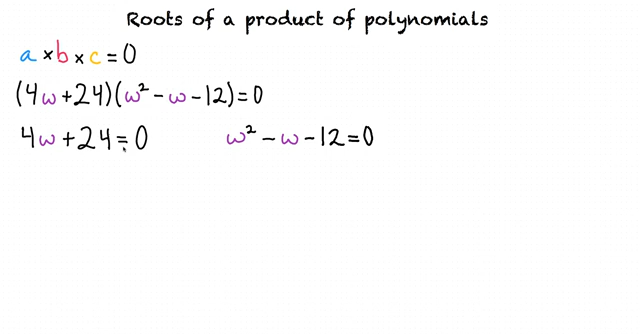 Roots of a product of polynomials
a × b × c = 0
(4w + 24)(w² - w - 12) = 0
4w + 24 = 0 w² - w - 12 = 0